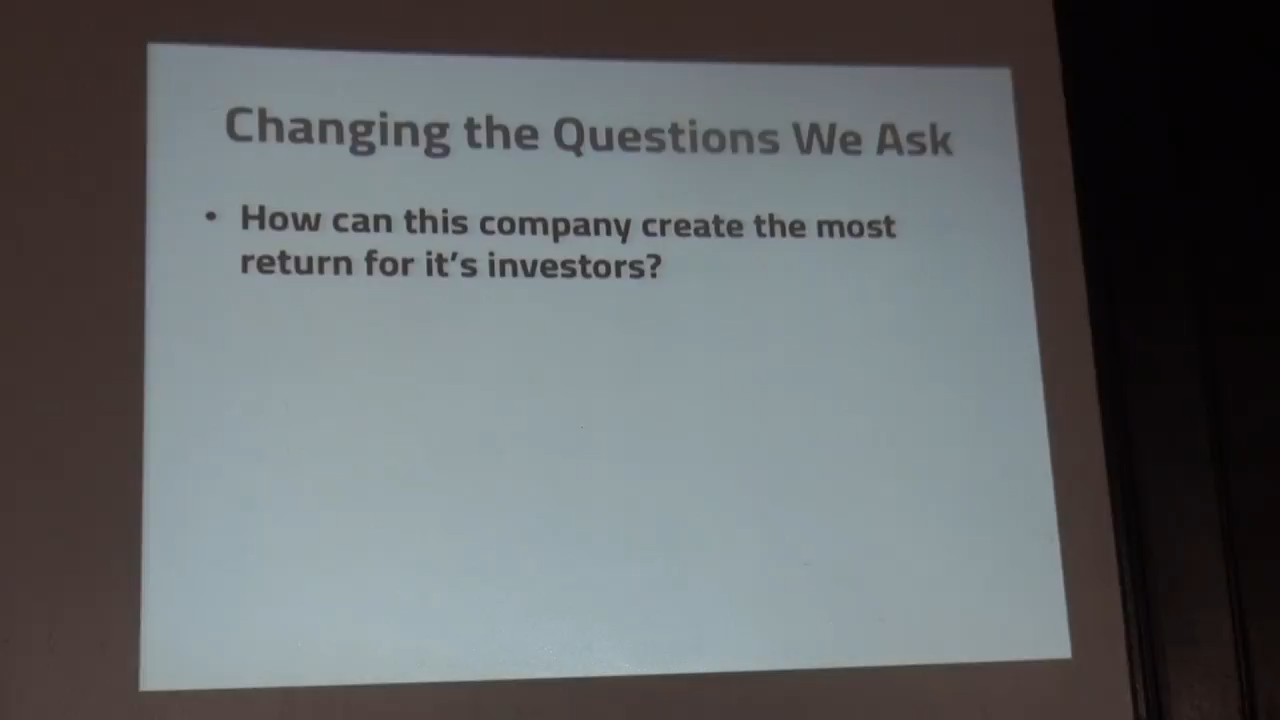 Changing the Questions We Ask
• How can this company create the most
return for it’s investors?